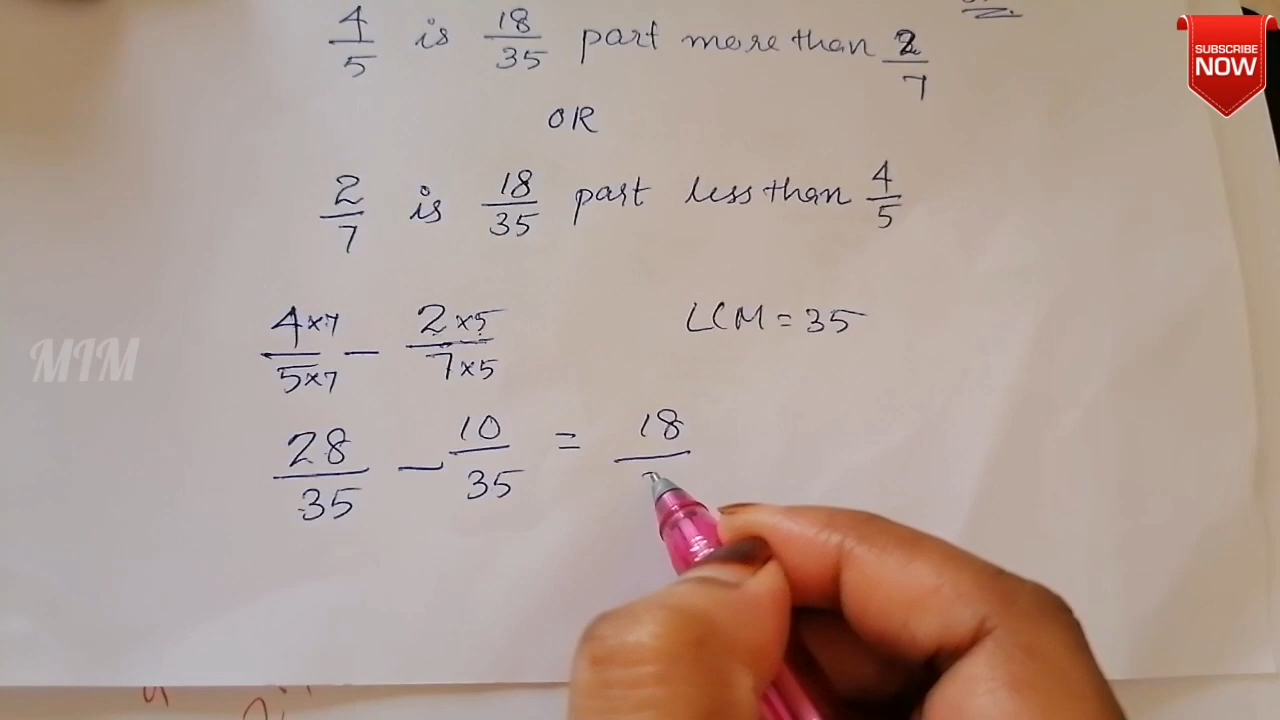 4/5 is 18/35 part more than 2/7
SUBSCRIBE
NOW
OR
2/7 is 18/35 part less than 4/5
4×7/5×7 - 2×5/7×5 LCM = 35
MIM
28/35 - 10/35 = 18/